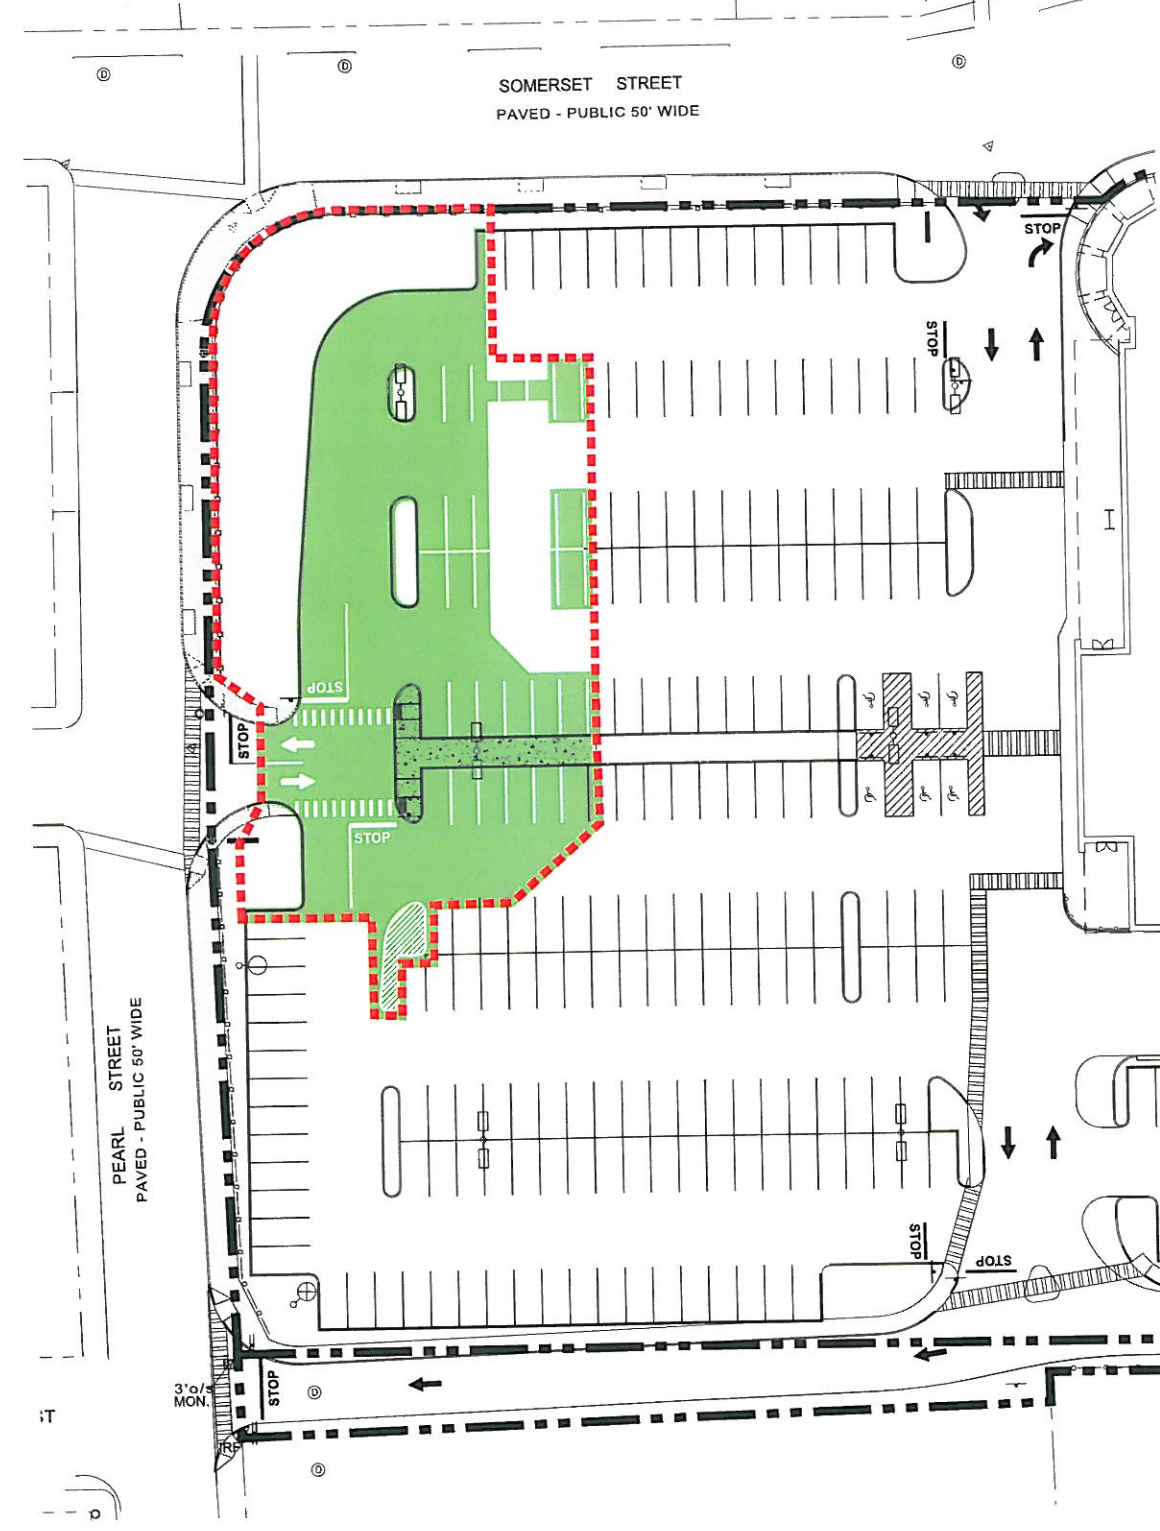 Ⓓ
Ⓓ
Ⓓ
SOMERSET STREET
PAVED - PUBLIC 50' WIDE
STOP
STOP
STOP
STOP
STOP
PEARL STREET
PAVED - PUBLIC 50' WIDE
STOP
STOP
3'o/s
MON.
STOP
Ⓓ
Ⓓ